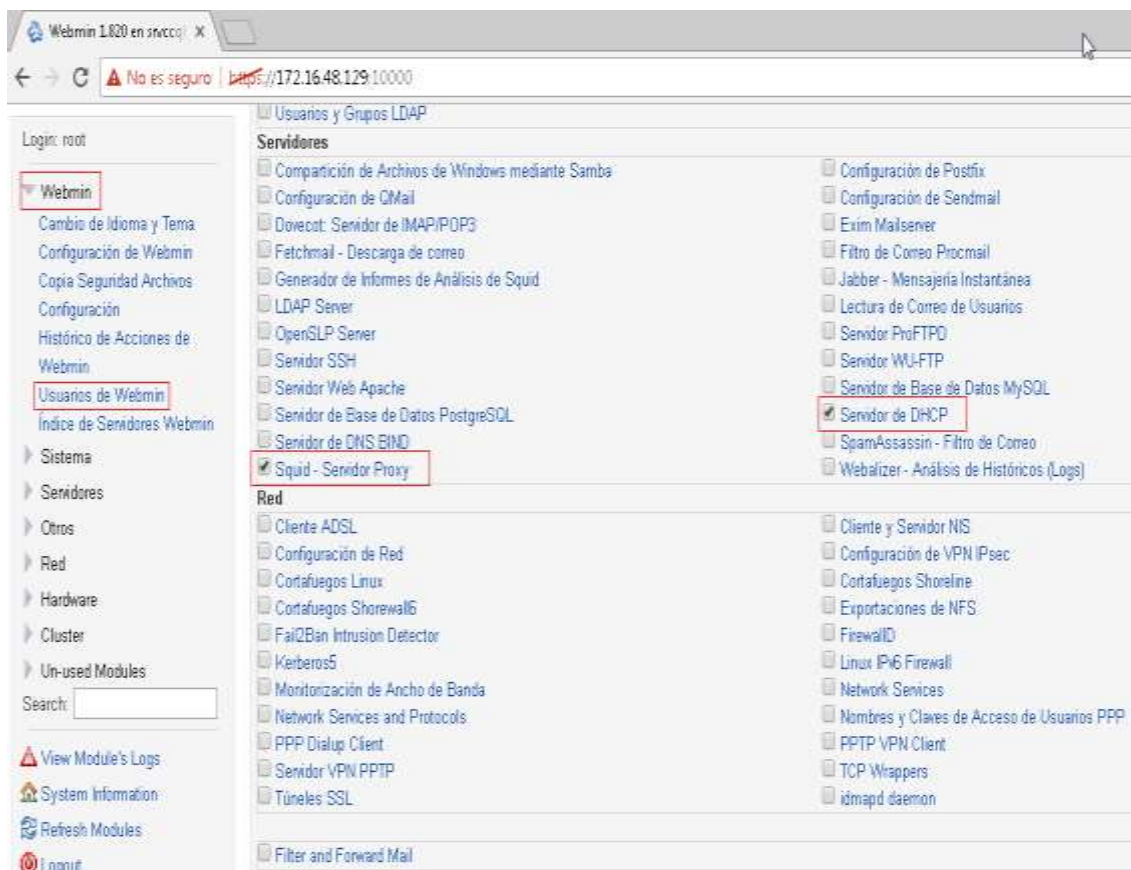 Webmin 1.820 en srvccq
No es seguro | https://172.16.48.129:10000
Login: root
Webmin
Cambio de Idioma y Tema
Configuración de Webmin
Copia Seguridad Archivos
Configuración
Histórico de Acciones de
Webmin
Usuarios de Webmin
Índice de Servidores Webmin
Sistema
Servidores
Otros
Red
Hardware
Cluster
Un-used Modules
Search:
View Module's Logs
System Information
Refresh Modules
Logout
Usuarios y Grupos LDAP
Servidores
Compartición de Archivos de Windows mediante Samba
Configuración de QMail
Dovecot: Servidor de IMAP/POP3
Fetchmail - Descarga de correo
Generador de Informes de Análisis de Squid
LDAP Server
OpenSLP Server
Servidor SSH
Servidor Web Apache
Servidor de Base de Datos PostgreSQL
Servidor de DNS BIND
Squid - Servidor Proxy
Configuración de Postfix
Configuración de Sendmail
Exim Mailserver
Filtro de Correo Procmail
Jabber - Mensajería Instantánea
Lectura de Correo de Usuarios
Servidor ProFTPD
Servidor WU-FTP
Servidor de Base de Datos MySQL
Servidor de DHCP
SpamAssassin - Filtro de Correo
Webalizer - Análisis de Históricos (Logs)
Red
Cliente ADSL
Configuración de Red
Cortafuegos Linux
Cortafuegos Shorewall6
Fail2Ban Intrusion Detector
Kerberos5
Monitorización de Ancho de Banda
Network Services and Protocols
PPP Dialup Client
Servidor VPN PPTP
Túneles SSL
Cliente y Servidor NIS
Configuración de VPN IPsec
Cortafuegos Shoreline
Exportaciones de NFS
FirewallD
Linux IPv6 Firewall
Network Services
Nombres y Claves de Acceso de Usuarios PPP
PPTP VPN Client
TCP Wrappers
idmapd daemon
Filter and Forward Mail